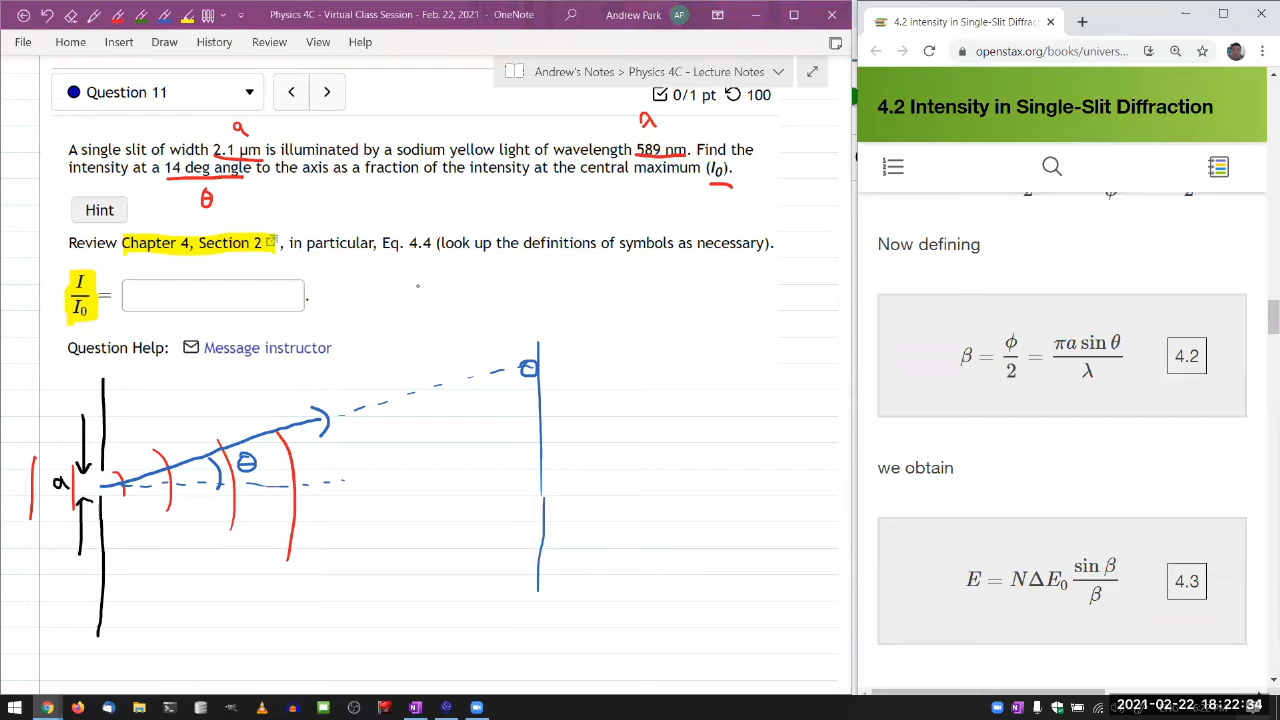 Physics 4C - Virtual Class Session - Feb. 22, 2021 - OneNote
Andrew Park
AP
File Home Insert Draw History Review View Help
Andrew's Notes > Physics 4C - Lecture Notes
Question 11
0/1 pt 100
a
λ
A single slit of width 2.1 μm is illuminated by a sodium yellow light of wavelength 589 nm. Find the
intensity at a 14 deg angle to the axis as a fraction of the intensity at the central maximum (I0).
θ
Hint
Review Chapter 4, Section 2 , in particular, Eq. 4.4 (look up the definitions of symbols as necessary).
I/I0 = .
Question Help: Message instructor
θ
a
4.2 Intensity in Single-Slit Diffract
openstax.org/books/univers...
4.2 Intensity in Single-Slit Diffraction
2 ϕ 2
Now defining
β = ϕ/2 = πa sin θ/λ 4.2
we obtain
E = NΔE0 sin β/β 4.3
2021-02-22 18:22:34